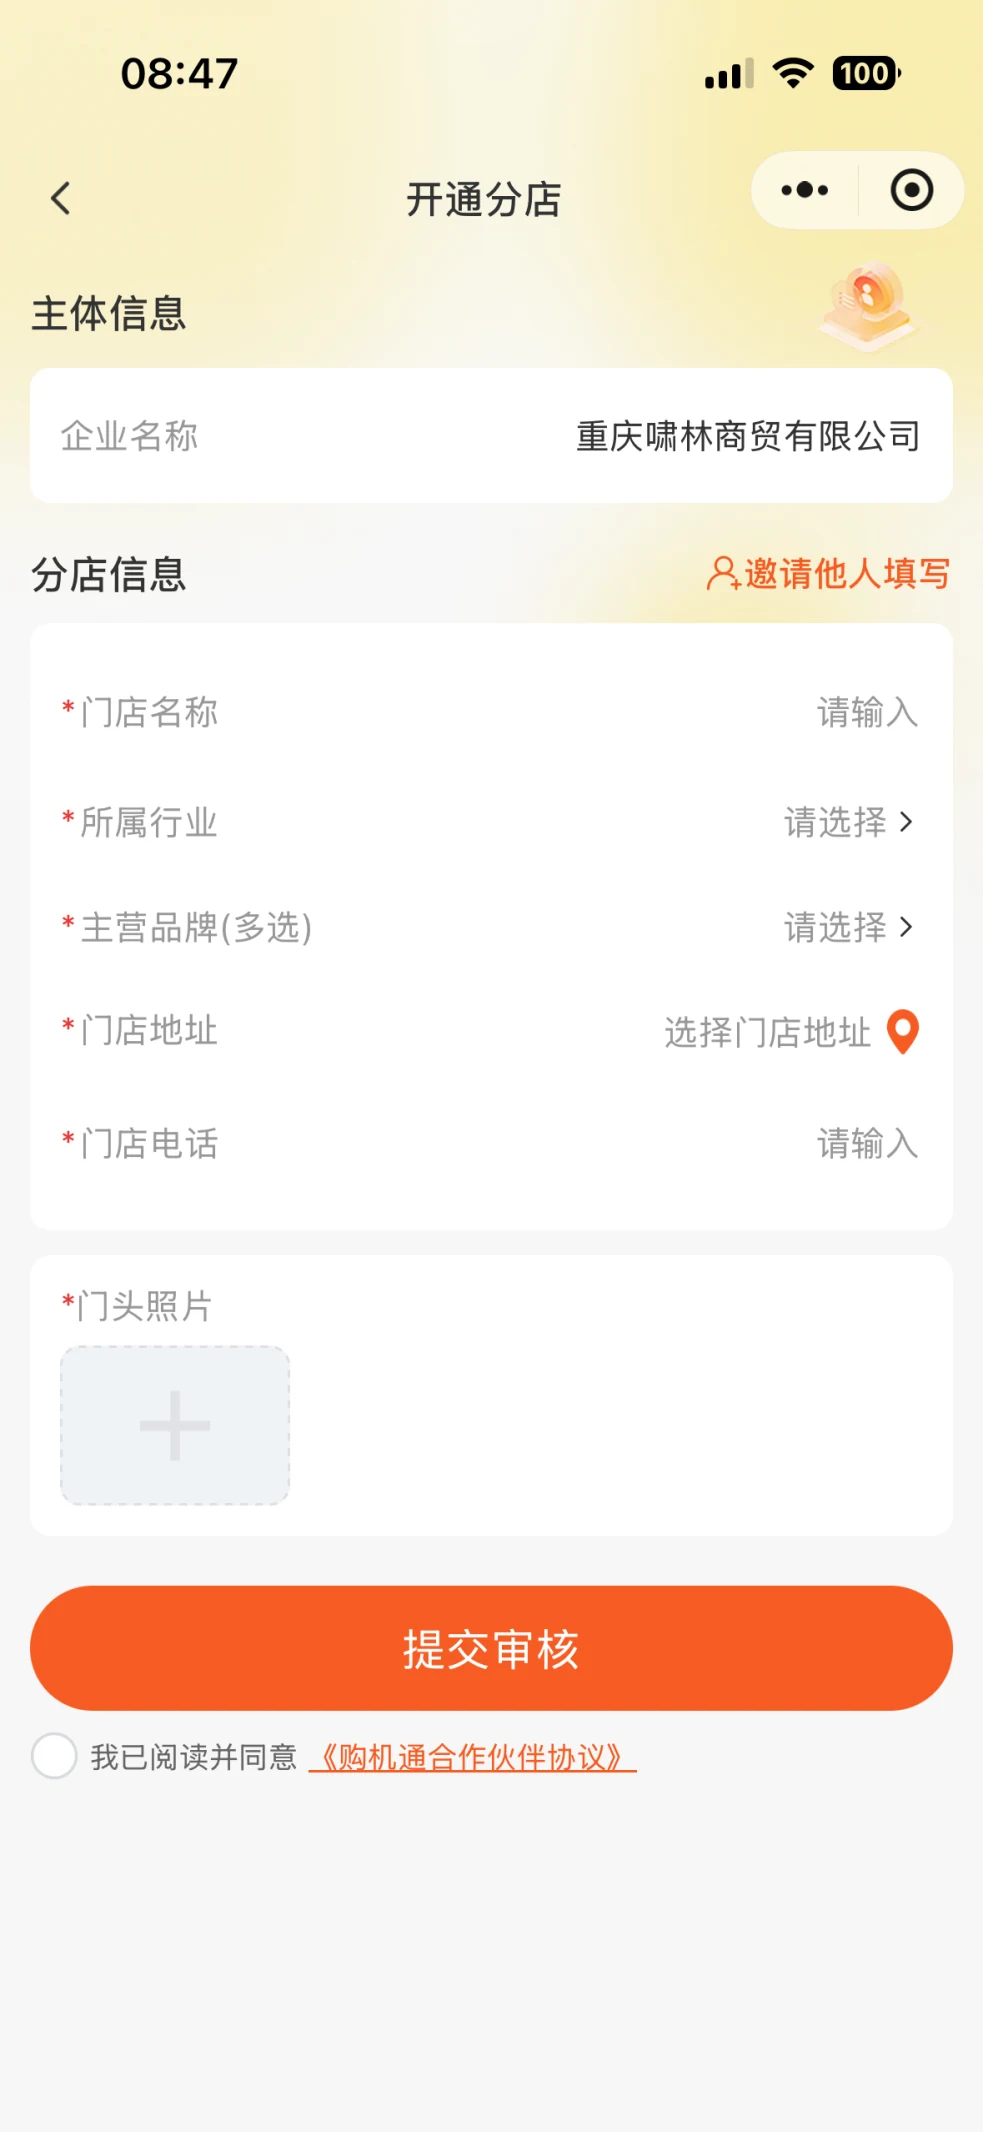 08:47
100
开通分店
主体信息
企业名称 重庆啸林商贸有限公司
分店信息 邀请他人填写
*门店名称 请输入
*所属行业 请选择
*主营品牌(多选) 请选择
*门店地址 选择门店地址
*门店电话 请输入
*门头照片
提交审核
我已阅读并同意《购机通合作伙伴协议》